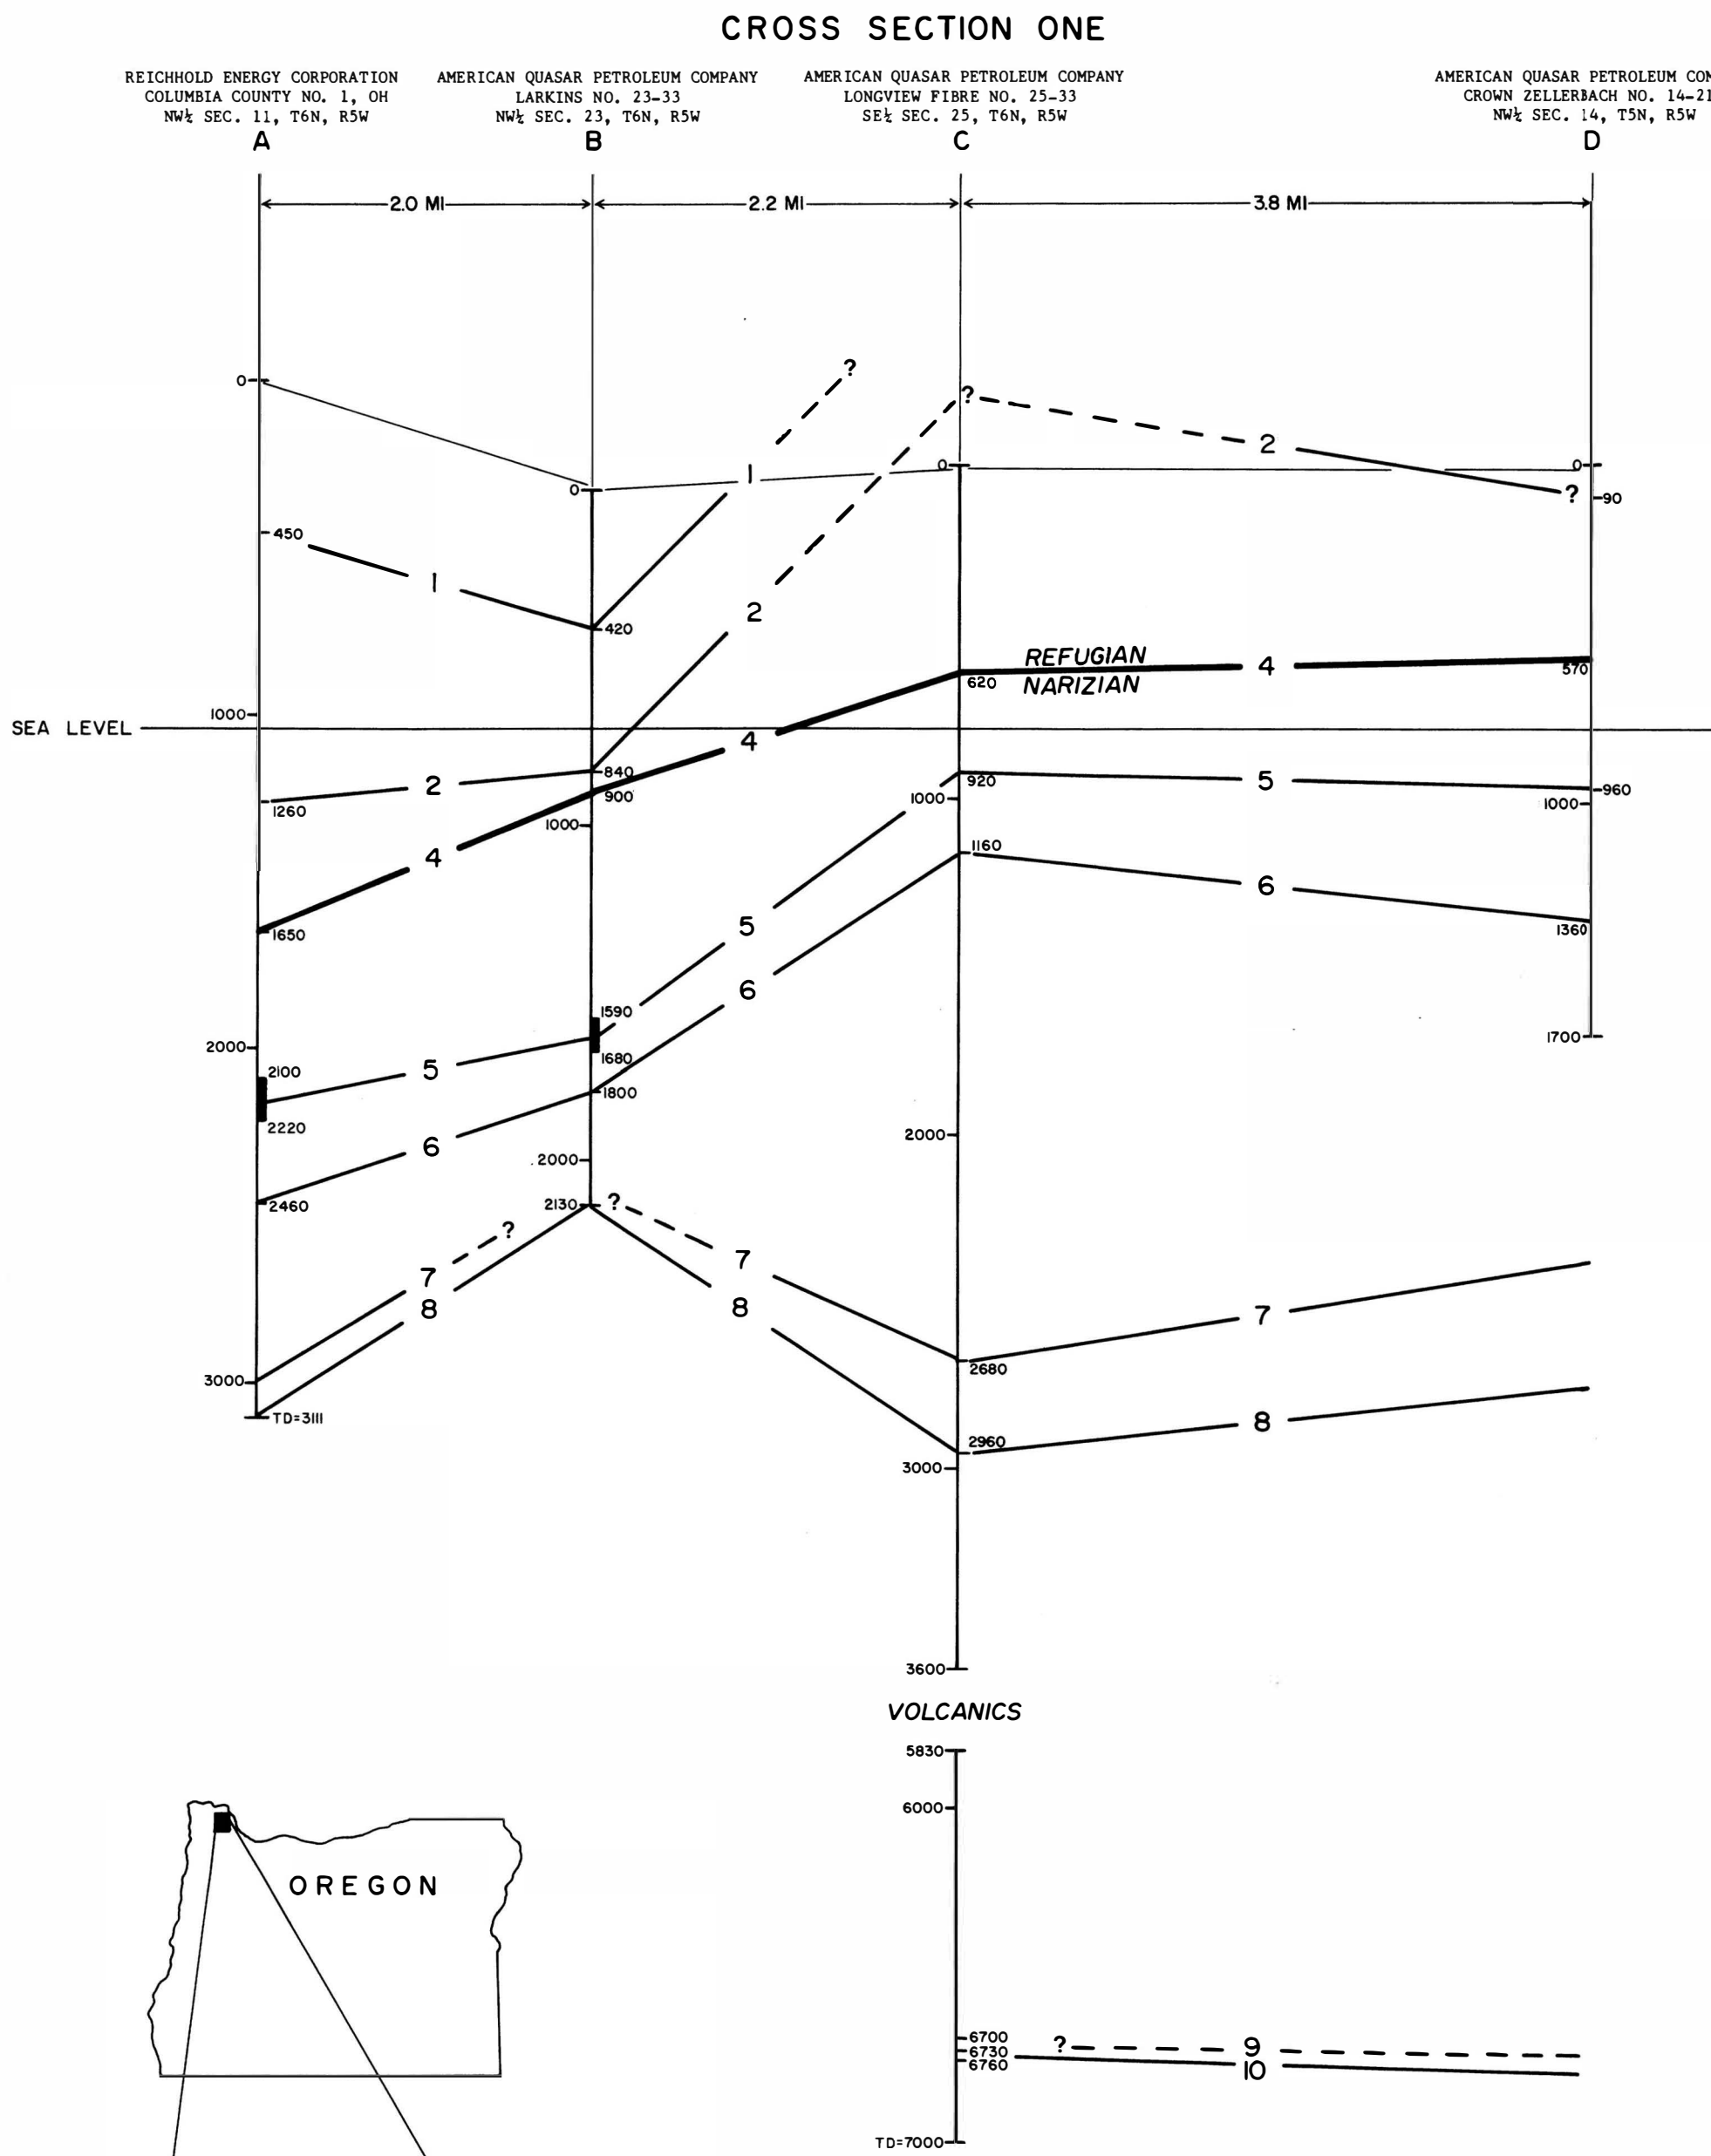 CROSS SECTION ONE
REICHHOLD ENERGY CORPORATION
COLUMBIA COUNTY NO. 1, OH
NW¼ SEC. 11, T6N, R5W
A
AMERICAN QUASAR PETROLEUM COMPANY
LARKINS NO. 23-33
NW¼ SEC. 23, T6N, R5W
B
AMERICAN QUASAR PETROLEUM COMPANY
LONGVIEW FIBRE NO. 25-33
SE¼ SEC. 25, T6N, R5W
C
AMERICAN QUASAR PETROLEUM COM
CROWN ZELLERBACH NO. 14-21
NW¼ SEC. 14, T5N, R5W
D
2.0 MI
2.2 MI
3.8 MI
?
0
?
2
0
0
1
0
? 90
450
1
2
420
REFUGIAN
4
NARIZIAN
620
570
1000
SEA LEVEL
4
840
2
900
920
5
960
1260
1000
1000
1000
4
1160
6
1650
5
1360
6
1590
2000
1680
1700
2100
5
1800
2220
6
2000
2000
2460
2130
?
?
7
7
8
8
7
2680
3000
TD=3111
8
2960
3000
3600
VOLCANICS
5830
6000
OREGON
6700
6730
6760
?
9
10
TD=7000